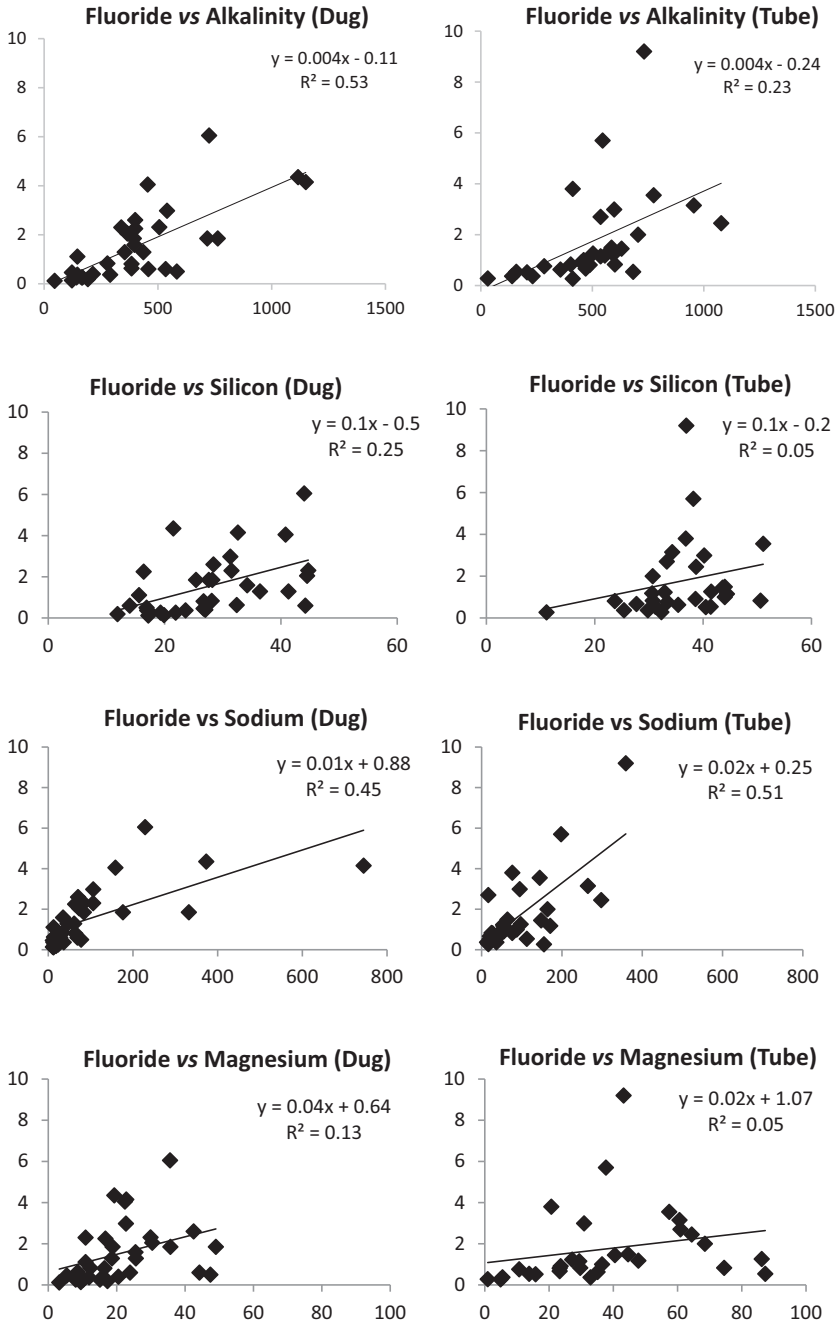 Fluoride vs Alkalinity (Dug)
10
8
6
4
2
0
y = 0.004x - 0.11
R² = 0.53
0 500 1000 1500
Fluoride vs Alkalinity (Tube)
10
8
6
4
2
0
y = 0.004x - 0.24
R² = 0.23
0 500 1000 1500
Fluoride vs Silicon (Dug)
10
8
6
4
2
0
y = 0.1x - 0.5
R² = 0.25
0 20 40 60
Fluoride vs Silicon (Tube)
10
8
6
4
2
0
y = 0.1x - 0.2
R² = 0.05
0 20 40 60
Fluoride vs Sodium (Dug)
10
8
6
4
2
0
y = 0.01x + 0.88
R² = 0.45
0 200 400 600 800
Fluoride vs Sodium (Tube)
10
8
6
4
2
0
y = 0.02x + 0.25
R² = 0.51
0 200 400 600 800
Fluoride vs Magnesium (Dug)
10
8
6
4
2
0
y = 0.04x + 0.64
R² = 0.13
0 20 40 60 80 100
Fluoride vs Magnesium (Tube)
10
8
6
4
2
0
y = 0.02x + 1.07
R² = 0.05
0 20 40 60 80 100